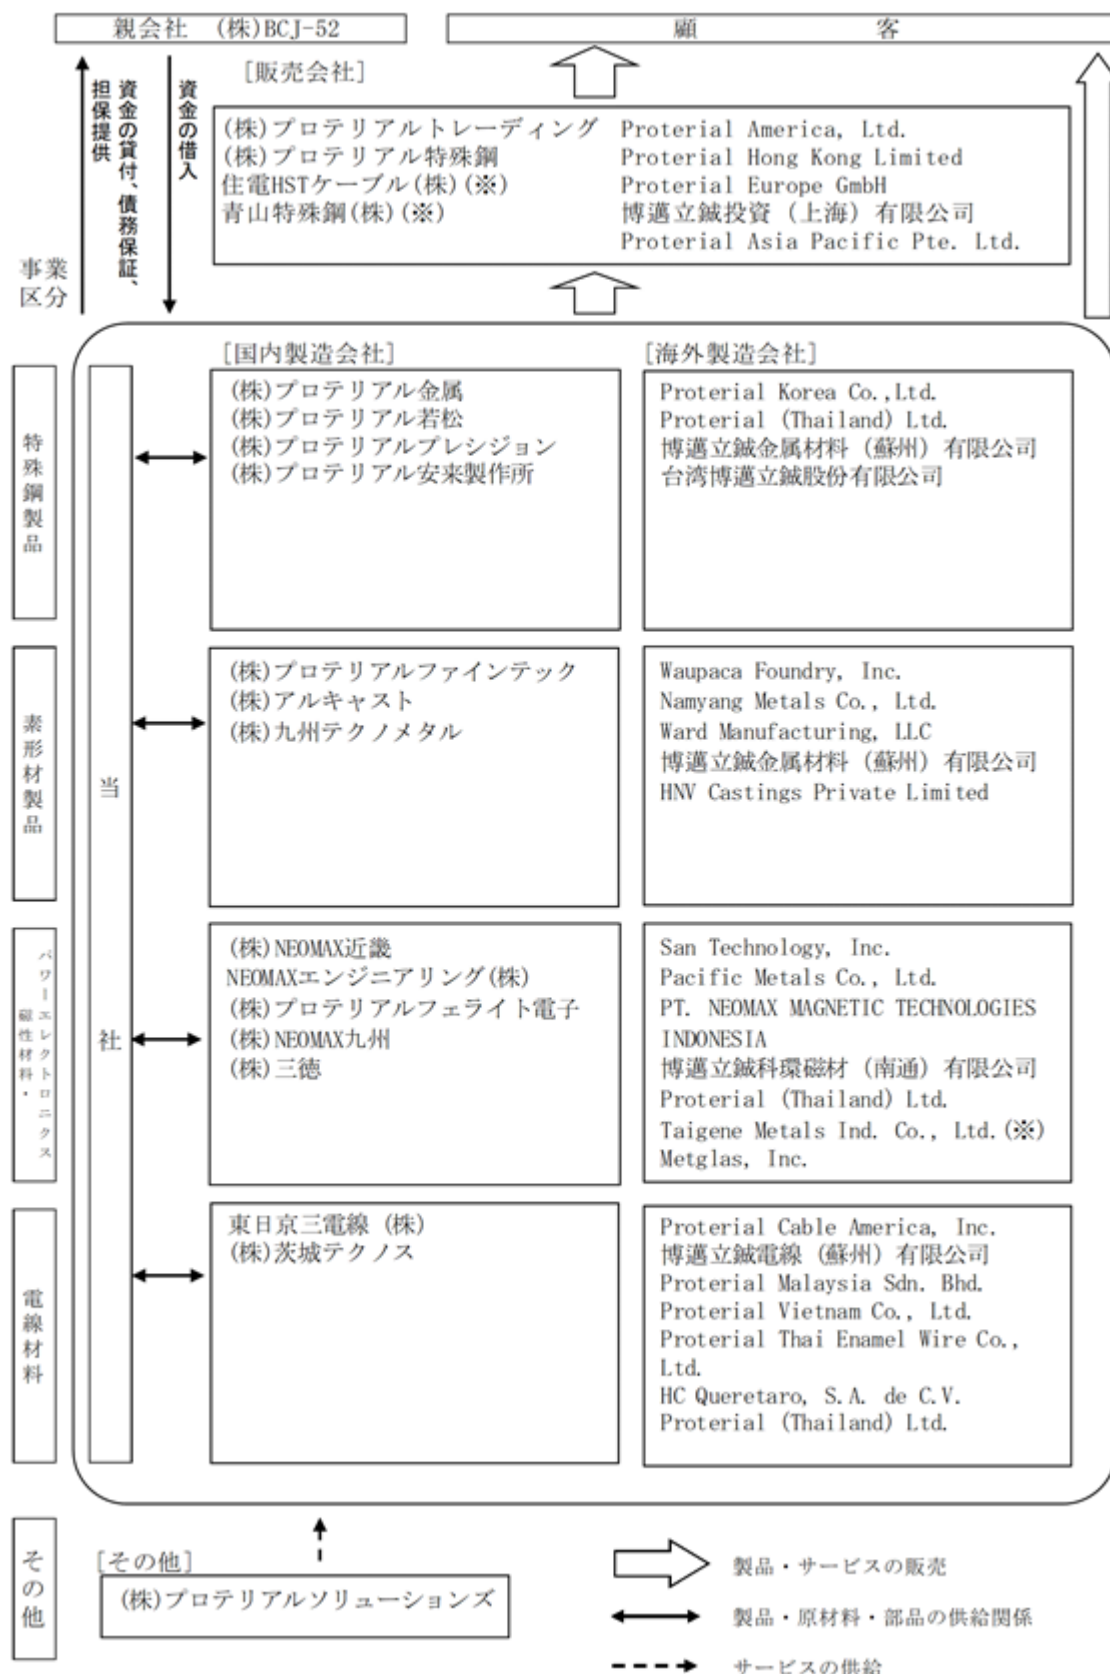 親会社 (株)BCJ-52
顧客
資金の貸付、債務保証、
担保提供
資金の借入
[販売会社]
(株)プロテリアルトレーディング
(株)プロテリアル特殊鋼
住電HSTケーブル(株)(※)
青山特殊鋼(株)(※)
Proterial America, Ltd.
Proterial Hong Kong Limited
Proterial Europe GmbH
博邁立鋮投資（上海）有限公司
Proterial Asia Pacific Pte. Ltd.
事業
区分
当社
[国内製造会社]
[海外製造会社]
特殊鋼製品
(株)プロテリアル金属
(株)プロテリアル若松
(株)プロテリアルプレシジョン
(株)プロテリアル安来製作所
Proterial Korea Co.,Ltd.
Proterial (Thailand) Ltd.
博邁立鋮金属材料（蘇州）有限公司
台湾博邁立鋮股份有限公司
素形材製品
(株)プロテリアルファインテック
(株)アルキャスト
(株)九州テクノメタル
Waupaca Foundry, Inc.
Namyang Metals Co., Ltd.
Ward Manufacturing, LLC
博邁立鋮金属材料（蘇州）有限公司
HNV Castings Private Limited
磁性材料・
パワーエレクトロニクス
(株)NEOMAX近畿
NEOMAXエンジニアリング(株)
(株)プロテリアルフェライト電子
(株)NEOMAX九州
(株)三徳
San Technology, Inc.
Pacific Metals Co., Ltd.
PT. NEOMAX MAGNETIC TECHNOLOGIES
INDONESIA
博邁立鋮科環磁材（南通）有限公司
Proterial (Thailand) Ltd.
Taigene Metals Ind. Co., Ltd.(※)
Metglas, Inc.
電線材料
東日京三電線 (株)
(株)茨城テクノス
Proterial Cable America, Inc.
博邁立鋮電線（蘇州）有限公司
Proterial Malaysia Sdn. Bhd.
Proterial Vietnam Co., Ltd.
Proterial Thai Enamel Wire Co.,
Ltd.
HC Queretaro, S.A. de C.V.
Proterial (Thailand) Ltd.
その他
[その他]
(株)プロテリアルソリューションズ
製品・サービスの販売
製品・原材料・部品の供給関係
サービスの供給